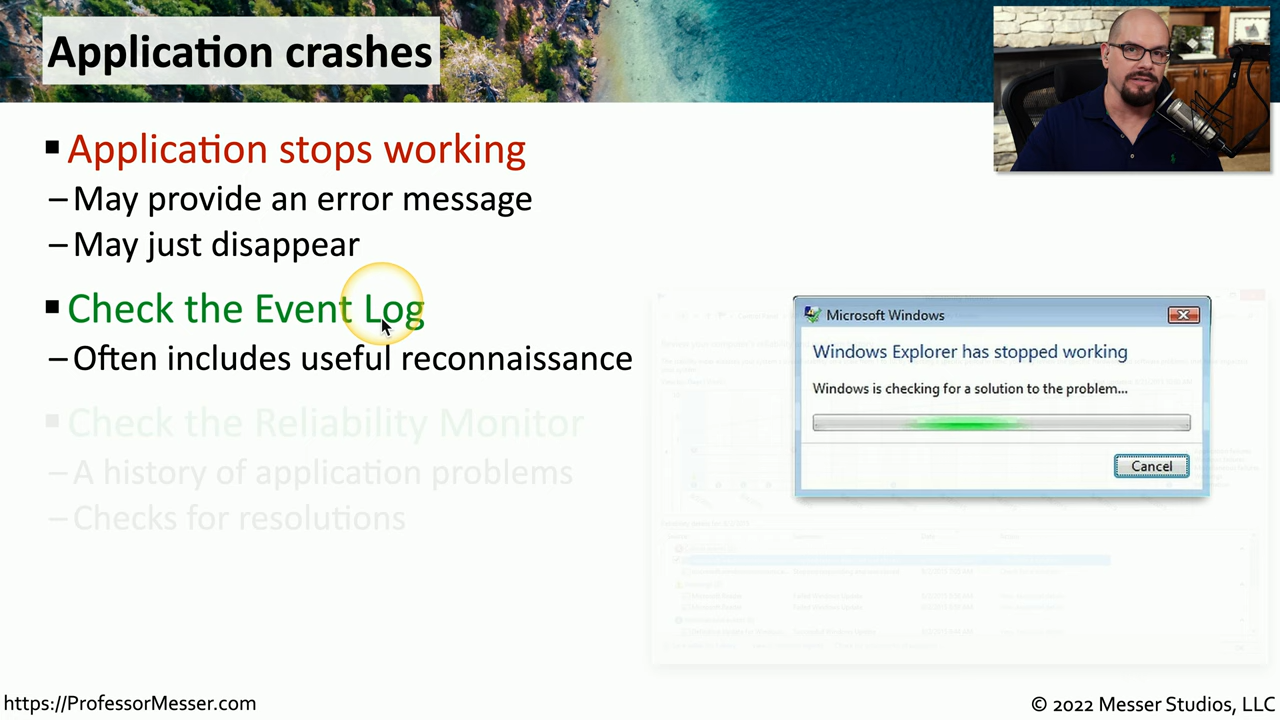 Application crashes
▪ Application stops working
– May provide an error message
– May just disappear
▪ Check the Event Log
– Often includes useful reconnaissance
▪ Check the Reliability Monitor
– A history of application problems
– Checks for resolutions
Microsoft Windows
Windows Explorer has stopped working
Windows is checking for a solution to the problem...
Cancel
https://ProfessorMesser.com
© 2022 Messer Studios, LLC